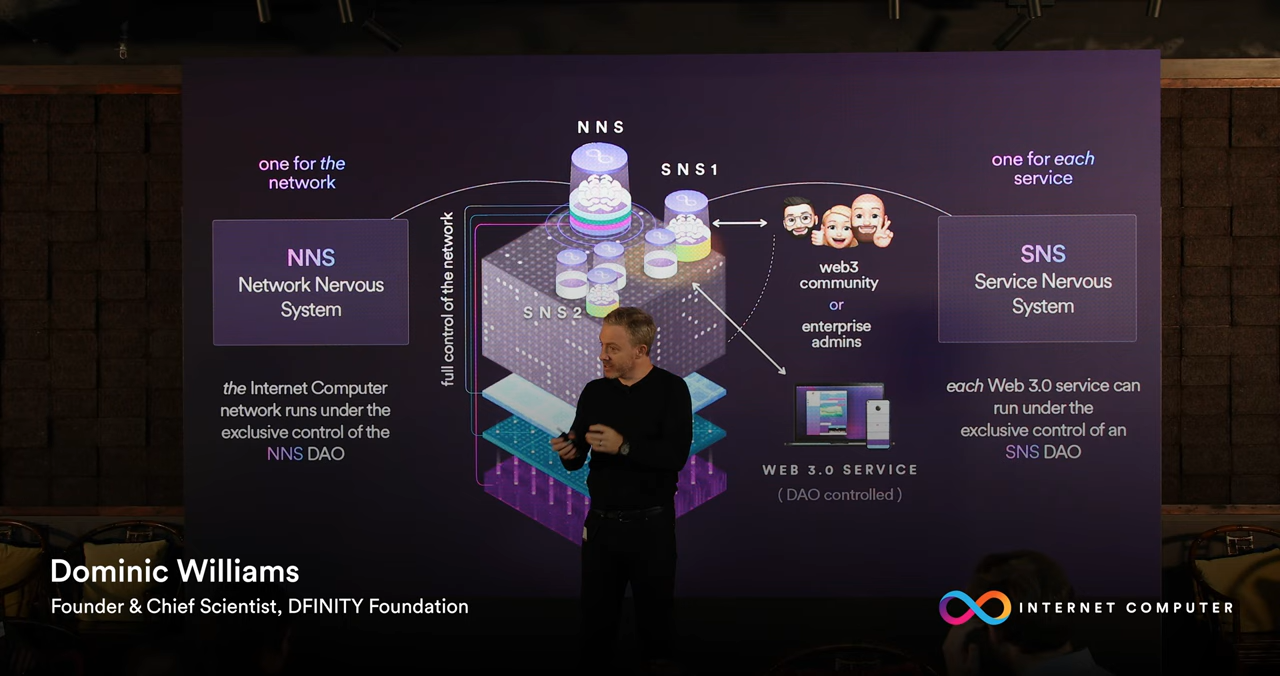 NNS
SNS1
one for the
network
NNS
Network Nervous
System
the Internet Computer
network runs under the
exclusive control of the
NNS DAO
full control of the network
SNS2
web3
community
or
enterprise
admins
WEB 3.0 SERVICE
( DAO controlled )
one for each
service
SNS
Service Nervous
System
each Web 3.0 service can
run under the
exclusive control of an
SNS DAO
Dominic Williams
Founder & Chief Scientist, DFINITY Foundation
INTERNET COMPUTER